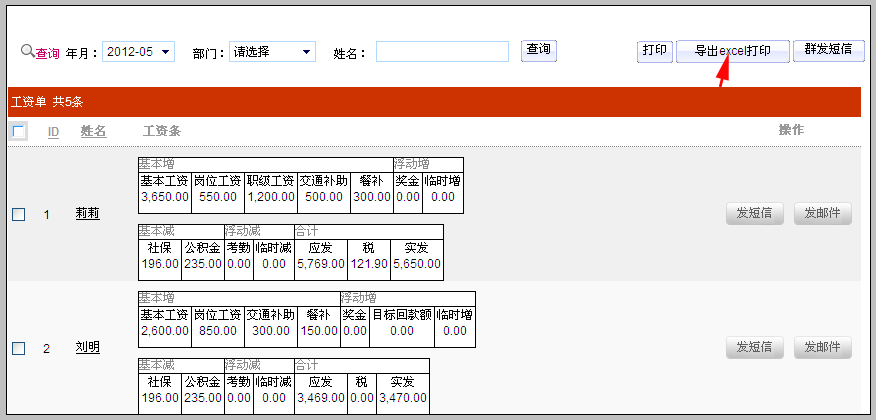 查询 年月： 2012-05 部门： 请选择 姓名： 查询 打印 导出excel打印 群发短信
工资单 共5条
ID 姓名 工资条 操作
基本增 浮动增
基本工资 岗位工资 职级工资 交通补助 餐补 奖金 临时增
3,650.00 550.00 1,200.00 500.00 300.00 0.00 0.00
1 莉莉 发短信 发邮件
基本减 浮动减 合计
社保 公积金 考勤 临时减 应发 税 实发
196.00 235.00 0.00 0.00 5,769.00 121.90 5,650.00
基本增 浮动增
基本工资 岗位工资 交通补助 餐补 奖金 目标回款额 临时增
2,600.00 850.00 300.00 150.00 0.00 0.00 0.00
2 刘明 发短信 发邮件
基本减 浮动减 合计
社保 公积金 考勤 临时减 应发 税 实发
196.00 235.00 0.00 0.00 3,469.00 0.00 3,470.00